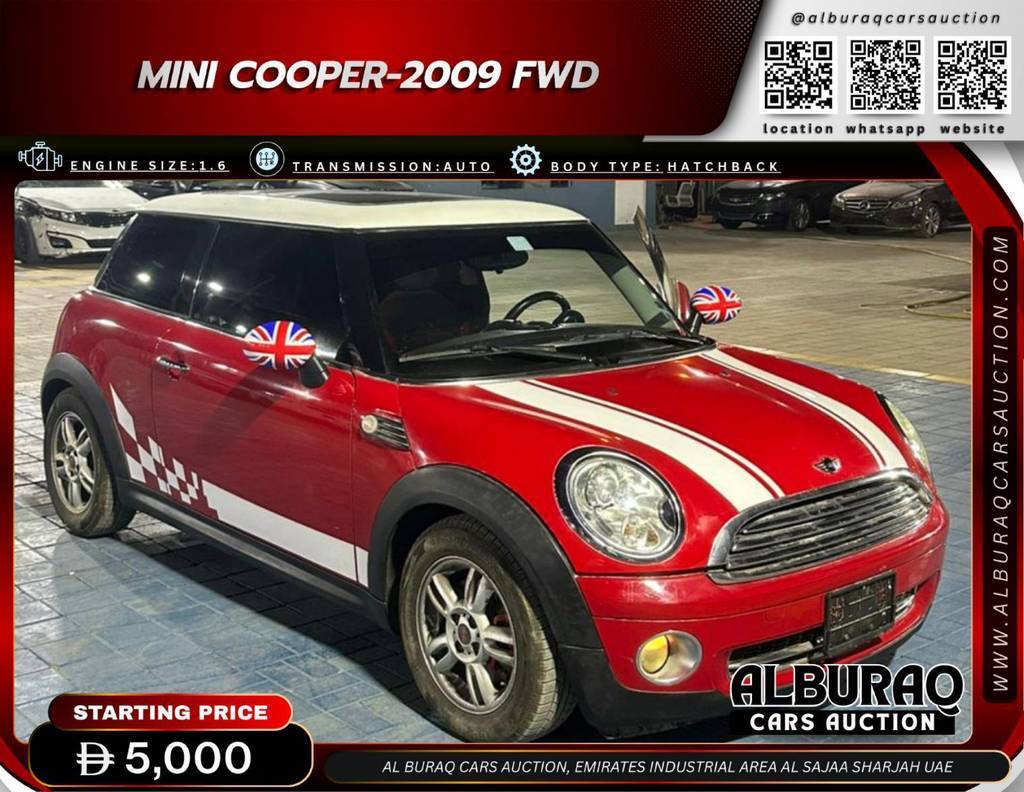 @alburaqcarsauction
MINI COOPER-2009 FWD
location whatsapp website
ENGINE SIZE:1.6 TRANSMISSION:AUTO BODY TYPE: HATCHBACK
WWW.ALBURAQCARSAUCTION.COM
ALBURAQ
CARS AUCTION
STARTING PRICE
5,000
AL BURAQ CARS AUCTION, EMIRATES INDUSTRIAL AREA AL SAJAA SHARJAH UAE